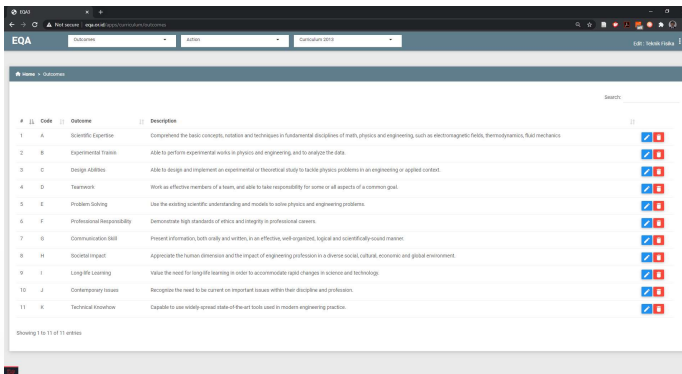 EQA3
Not secure | eqa.or.id/apps/curriculum/outcomes
EQA
Outcomes
Action
Curriculum 2013
Edit : Teknik Fisika
Home > Outcomes
Search:
# Code Outcome Description
1 A Scientific Expertise Comprehend the basic concepts, notation and techniques in fundamental disciplines of math, physics and engineering, such as electromagnetic fields, thermodynamics, fluid mechanics
2 B Experimental Trainin Able to perform experimental works in physics and engineering, and to analyze the data.
3 C Design Abilities Able to design and implement an experimental or theoretical study to tackle physics problems in an engineering or applied context.
4 D Teamwork Work as effective members of a team, and able to take responsibility for some or all aspects of a common goal.
5 E Problem Solving Use the existing scientific understanding and models to solve physics and engineering problems
6 F Professional Responsibility Demonstrate high standards of ethics and integrity in professional careers.
7 G Communication Skill Present information, both orally and written, in an effective, well-organized, logical and scientifically-sound manner.
8 H Societal Impact Appreciate the human dimension and the impact of engineering profession in a diverse social, cultural, economic and global environment.
9 I Long-life Learning Value the need for long-life learning in order to accommodate rapid changes in science and technology
10 J Contemporary Issues Recognize the need to be current on important issues within their discipline and profession.
11 K Technical Knowhow Capable to use widely-spread state-of-the-art tools used in modern engineering practice.
Showing 1 to 11 of 11 entries